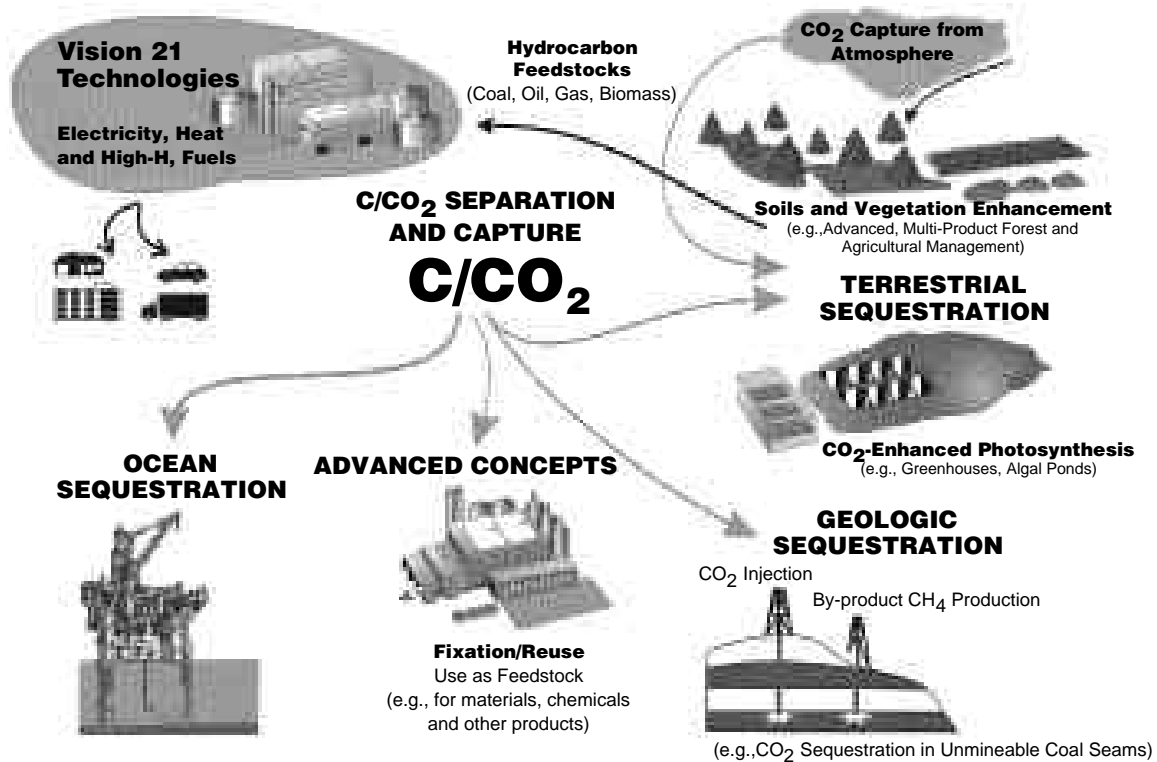 Vision 21
Technologies
Electricity, Heat
and High-H, Fuels
Hydrocarbon
Feedstocks
(Coal, Oil, Gas, Biomass)
CO₂ Capture from
Atmosphere
Soils and Vegetation Enhancement
(e.g.,Advanced, Multi-Product Forest and
Agricultural Management)
C/CO₂ SEPARATION
AND CAPTURE
C/CO₂
TERRESTRIAL
SEQUESTRATION
CO₂-Enhanced Photosynthesis
(e.g., Greenhouses, Algal Ponds)
OCEAN
SEQUESTRATION
ADVANCED CONCEPTS
Fixation/Reuse
Use as Feedstock
(e.g., for materials, chemicals
and other products)
GEOLOGIC
SEQUESTRATION
CO₂ Injection
By-product CH₄ Production
(e.g.,CO₂ Sequestration in Unmineable Coal Seams)